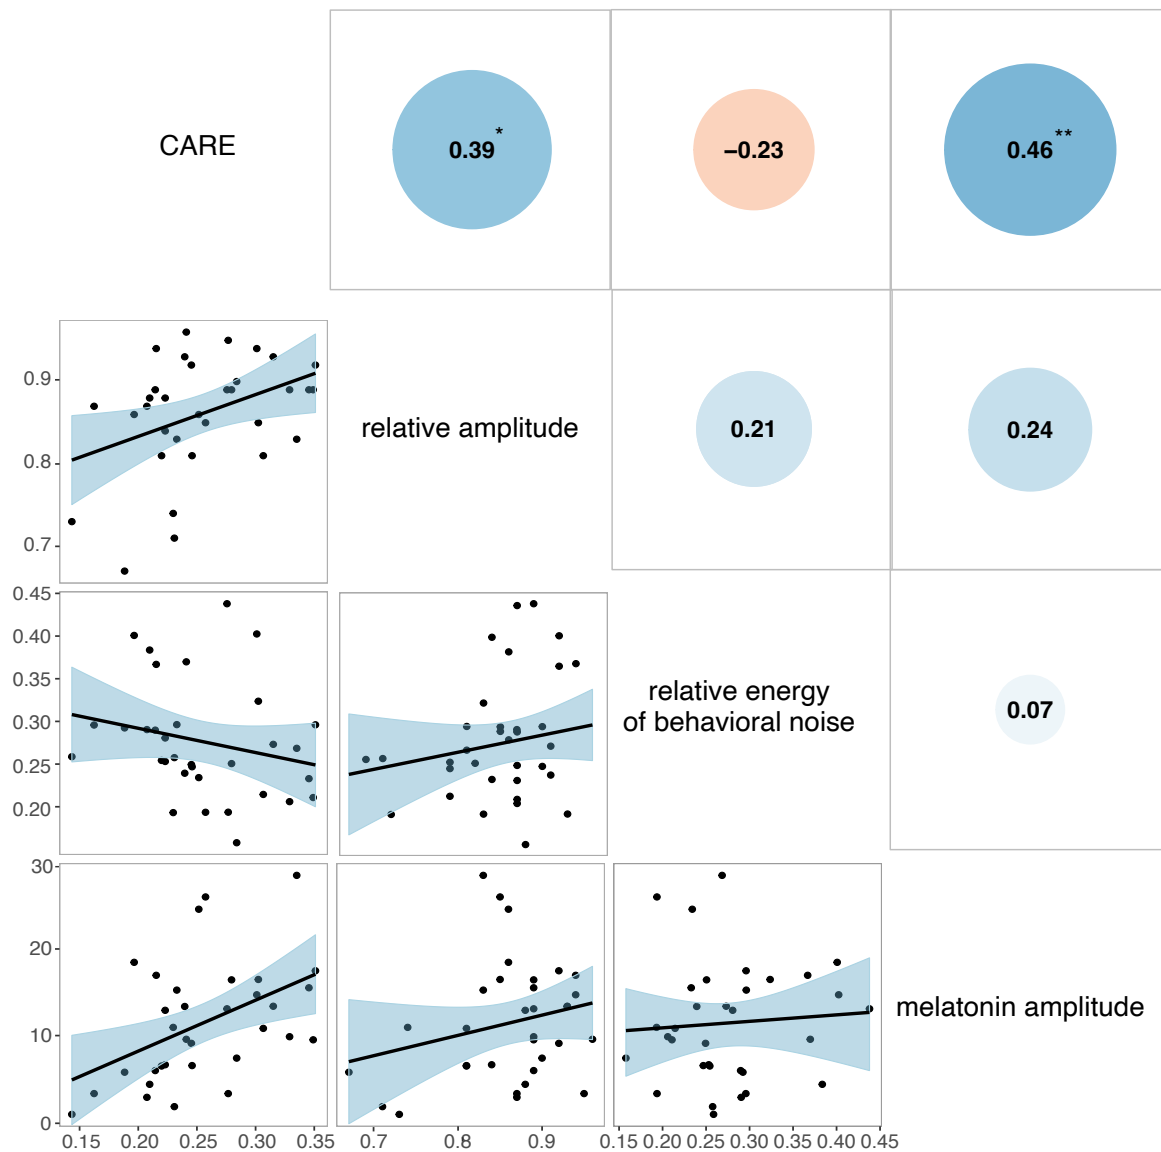 CARE
0.39 *
−0.23
0.46 **
0.9
0.8
0.7
relative amplitude
0.21
0.24
0.45
0.40
0.35
0.30
0.25
0.20
relative energy
of behavioral noise
0.07
30
20
10
0
melatonin amplitude
0.15 0.20 0.25 0.30 0.35
0.7 0.8 0.9
0.15 0.20 0.25 0.30 0.35 0.40 0.45